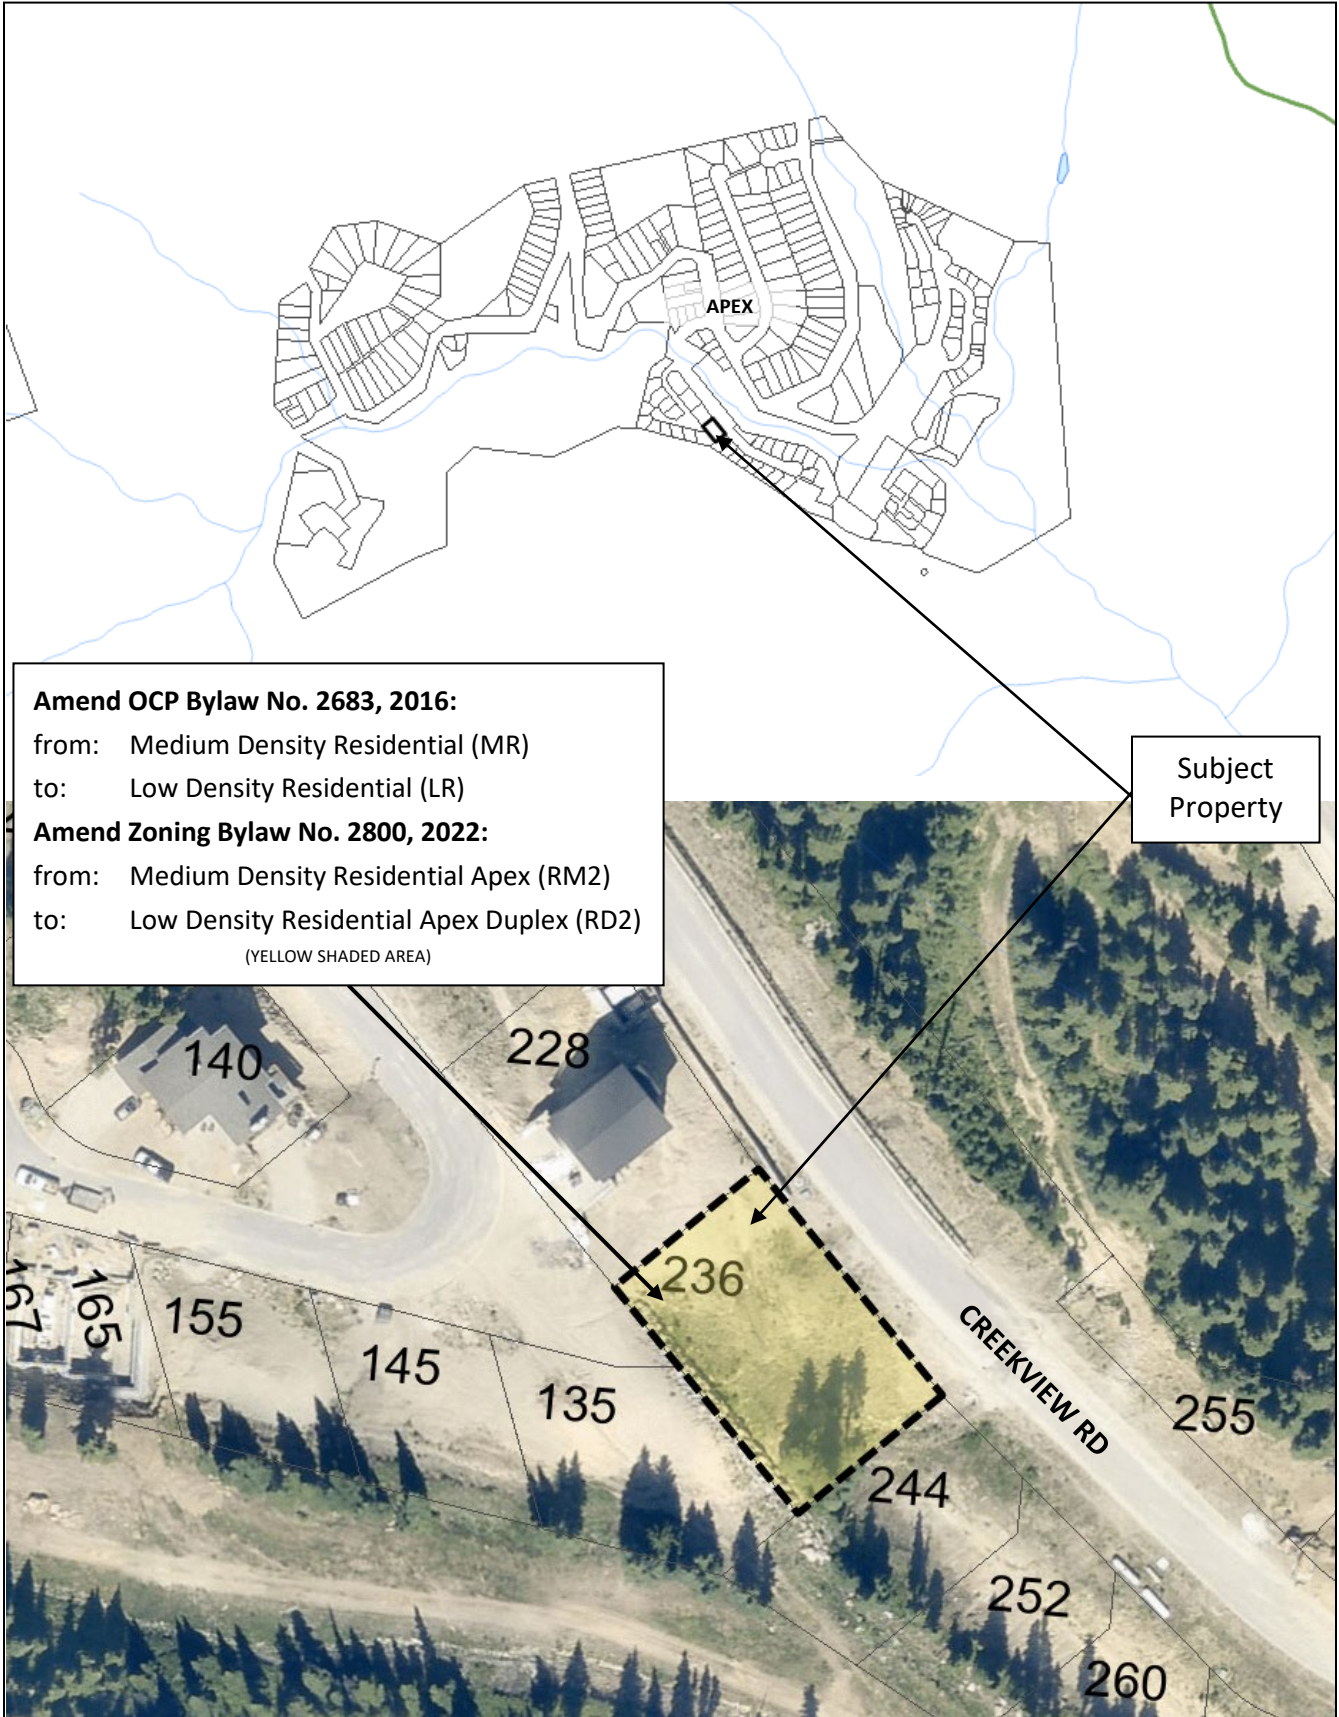 APEX
Amend OCP Bylaw No. 2683, 2016:
from: Medium Density Residential (MR)
to: Low Density Residential (LR)
Amend Zoning Bylaw No. 2800, 2022:
from: Medium Density Residential Apex (RM2)
to: Low Density Residential Apex Duplex (RD2)
(YELLOW SHADED AREA)
Subject
Property
140
228
236
167
165
155
145
135
CREEKVIEW RD
255
244
252
260